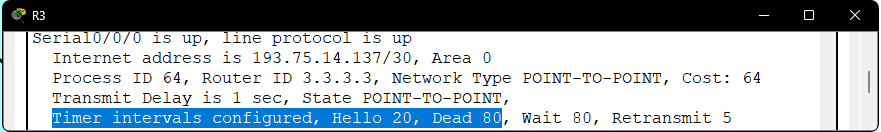 R3
Serial0/0/0 is up, line protocol is up
Internet address is 193.75.14.137/30, Area 0
Process ID 64, Router ID 3.3.3.3, Network Type POINT-TO-POINT, Cost: 64
Transmit Delay is 1 sec, State POINT-TO-POINT,
Timer intervals configured, Hello 20, Dead 80, Wait 80, Retransmit 5